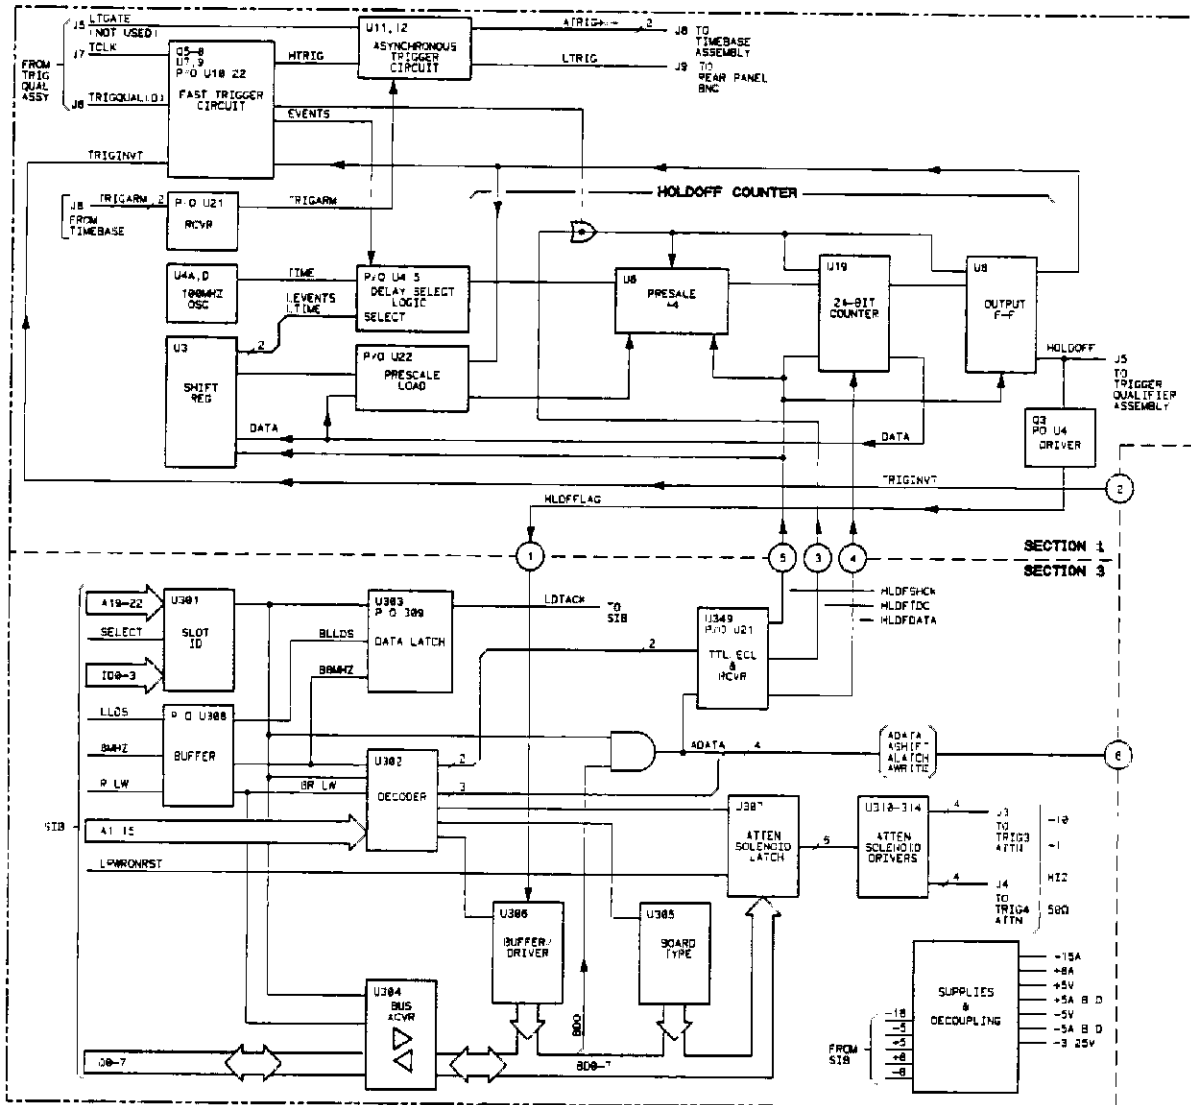 J5 LTGATE
(NOT USED)
J7 TCLK
FROM
TRIG
QUAL
ASSY
J6 TRIGQUAL(D)
Q5-8
U7,9
P/O U10 22
FAST TRIGGER
CIRCUIT
HTRIG
EVENTS
U11,12
ASYNCHRONOUS
TRIGGER
CIRCUIT
2
J8 TO
TIMEBASE
ASSEMBLY
LTRIG
J9 TO
REAR PANEL
BNC
TRIGINVT
TRIGARM 2
J8
FROM
TIMEBASE
P/O U21
RCVR
TRIGARM
HOLDOFF COUNTER
U4A,D
100MHZ
OSC
TIME
LEVENTS
LTIME
2
P/O U4 5
DELAY SELECT
LOGIC
SELECT
U6
PRESALE
÷4
U19
24-BIT
COUNTER
U8
OUTPUT
F-F
HOLDOFF
J5
TO
TRIGGER
QUALIFIER
ASSEMBLY
U3
SHIFT
REG
P/O U22
PRESCALE
LOAD
DATA
DATA
Q3
PO U4
DRIVER
TRIGINVT
2
HLDFFLAG
1
5
3
4
SECTION 1
SECTION 3
A19-22
SELECT
ID0-3
U301
SLOT
ID
U303
P O 309
DATA LATCH
LDTACK
TO
SIB
BLLDS
B8MHZ
2
U349
P/O U21
TTL ECL
&
RCVR
HLDFSHCK
HLDFTDC
HLDFDATA
LLDS
8MHZ
R LW
P O U308
BUFFER
BR LW
U302
DECODER
2
3
ADATA
4
ADATA
ASHIFT
ALATCH
AWRITE
6
SIB
A1 15
LPWRONRST
U307
ATTEN
SOLENOID
LATCH
U310-314
ATTEN
SOLENOID
DRIVERS
4
J3
TO
TRIG3
ATTN
4
J4
TO
TRIG4
ATTN
HIZ
50Ω
U306
BUFFER/
DRIVER
U305
BOARD
TYPE
U304
BUS
XCVR
BD0
D0-7
BD0-7
SUPPLIES
&
DECOUPLING
-18
-5
+5
+8
-8
FROM
SIB
-15A
+8A
+5V
+5A B D
-5V
-5A B D
-3 25V